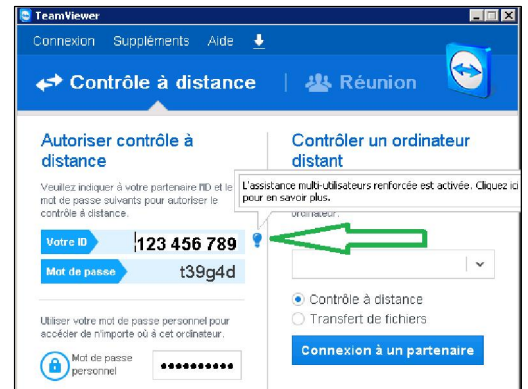 TeamViewer
Connexion Suppléments Aide
Contrôle à distance
Réunion
Autoriser contrôle à
distance
Veuillez indiquer à votre partenaire l'ID et le
mot de passe suivants pour autoriser le
contrôle à distance.
Votre ID 123 456 789
Mot de passe t39g4d
Utiliser votre mot de passe personnel pour
accéder de n'importe où à cet ordinateur.
Mot de passe
personnel
Contrôler un ordinateur
distant
L'assistance multi-utilisateurs renforcée est activée. Cliquez ici
pour en savoir plus.
ordinateur.
Contrôle à distance
Transfert de fichiers
Connexion à un partenaire